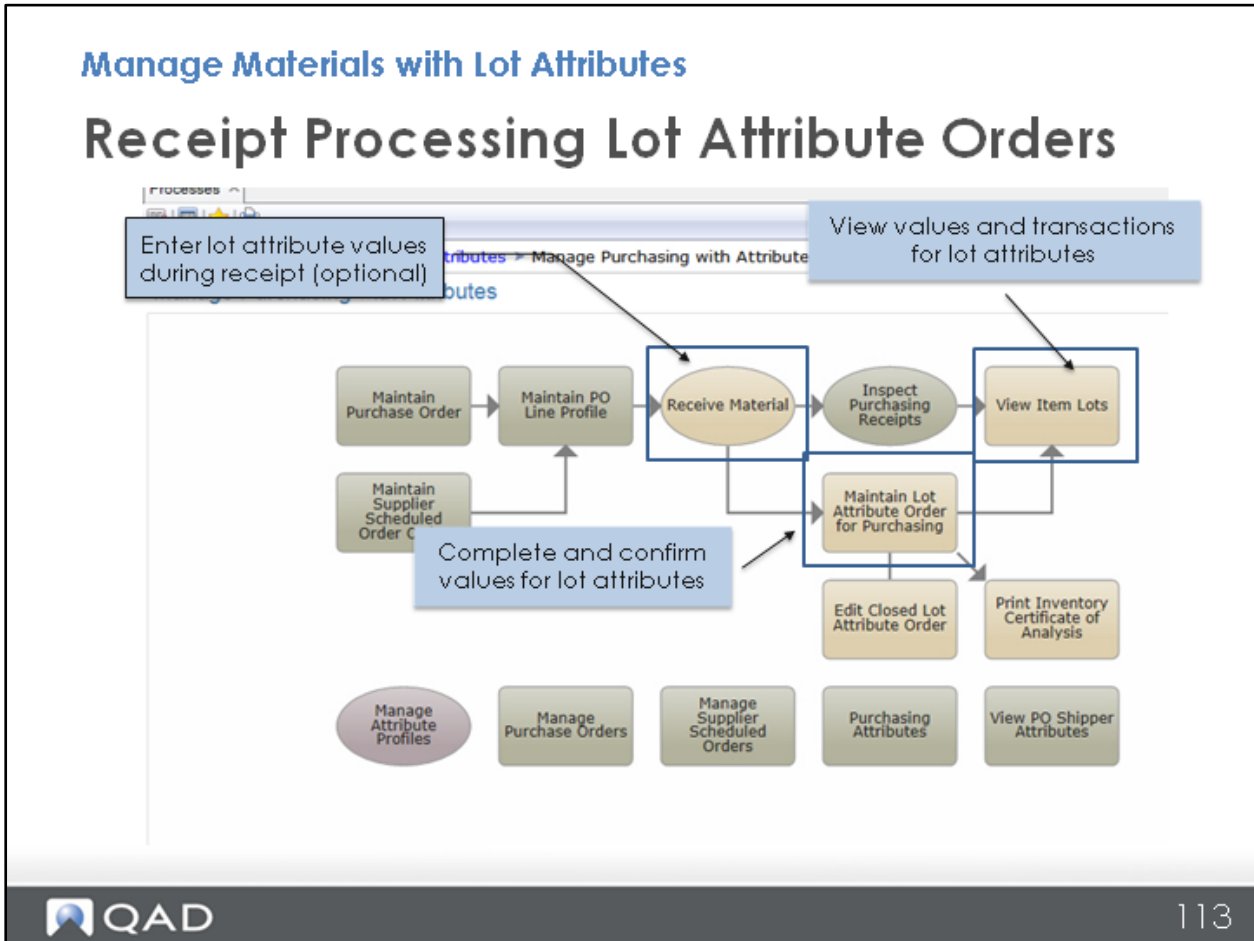 Manage Materials with Lot Attributes
Receipt Processing Lot Attribute Orders
Processes
Enter lot attribute values
during receipt (optional)
View values and transactions
for lot attributes
tributes > Manage Purchasing with Attribute
butes
Maintain
Purchase Order
Maintain PO
Line Profile
Receive Material
Inspect
Purchasing
Receipts
View Item Lots
Maintain
Supplier
Scheduled
Order
Maintain Lot
Attribute Order
for Purchasing
Complete and confirm
values for lot attributes
Edit Closed Lot
Attribute Order
Print Inventory
Certificate of
Analysis
Manage
Attribute
Profiles
Manage
Purchase Orders
Manage
Supplier
Scheduled
Orders
Purchasing
Attributes
View PO Shipper
Attributes
QAD
113